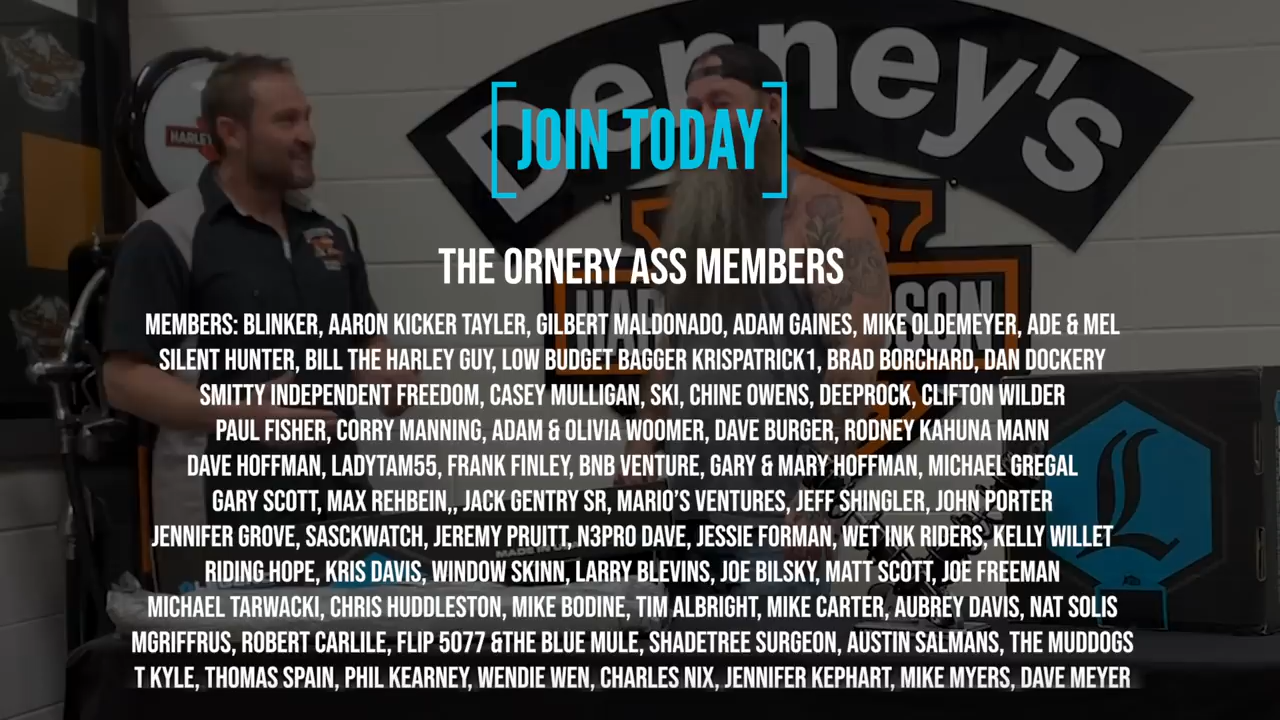 Denney's
HARLEY
[JOIN TODAY]
THE ORNERY ASS MEMBERS
MEMBERS: BLINKER, AARON KICKER TAYLER, GILBERT MALDONADO, ADAM GAINES, MIKE OLDEMEYER, ADE & MEL
SILENT HUNTER, BILL THE HARLEY GUY, LOW BUDGET BAGGER KRISPATRICK1, BRAD BORCHARD, DAN DOCKERY
SMITTY INDEPENDENT FREEDOM, CASEY MULLIGAN, SKI, CHINE OWENS, DEEPROCK, CLIFTON WILDER
PAUL FISHER, CORRY MANNING, ADAM & OLIVIA WOOMER, DAVE BURGER, RODNEY KAHUNA MANN
DAVE HOFFMAN, LADYTAM55, FRANK FINLEY, BNB VENTURE, GARY & MARY HOFFMAN, MICHAEL GREGAL
GARY SCOTT, MAX REHBEIN,, JACK GENTRY SR, MARIO'S VENTURES, JEFF SHINGLER, JOHN PORTER
JENNIFER GROVE, SASCKWATCH, JEREMY PRUITT, N3PRO DAVE, JESSIE FORMAN, WET INK RIDERS, KELLY WILLET
RIDING HOPE, KRIS DAVIS, WINDOW SKINN, LARRY BLEVINS, JOE BILSKY, MATT SCOTT, JOE FREEMAN
MICHAEL TARWACKI, CHRIS HUDDLESTON, MIKE BODINE, TIM ALBRIGHT, MIKE CARTER, AUBREY DAVIS, NAT SOLIS
MGRIFFRUS, ROBERT CARLILE, FLIP 5077 &THE BLUE MULE, SHADETREE SURGEON, AUSTIN SALMANS, THE MUDDOGS
T KYLE, THOMAS SPAIN, PHIL KEARNEY, WENDIE WEN, CHARLES NIX, JENNIFER KEPHART, MIKE MYERS, DAVE MEYER